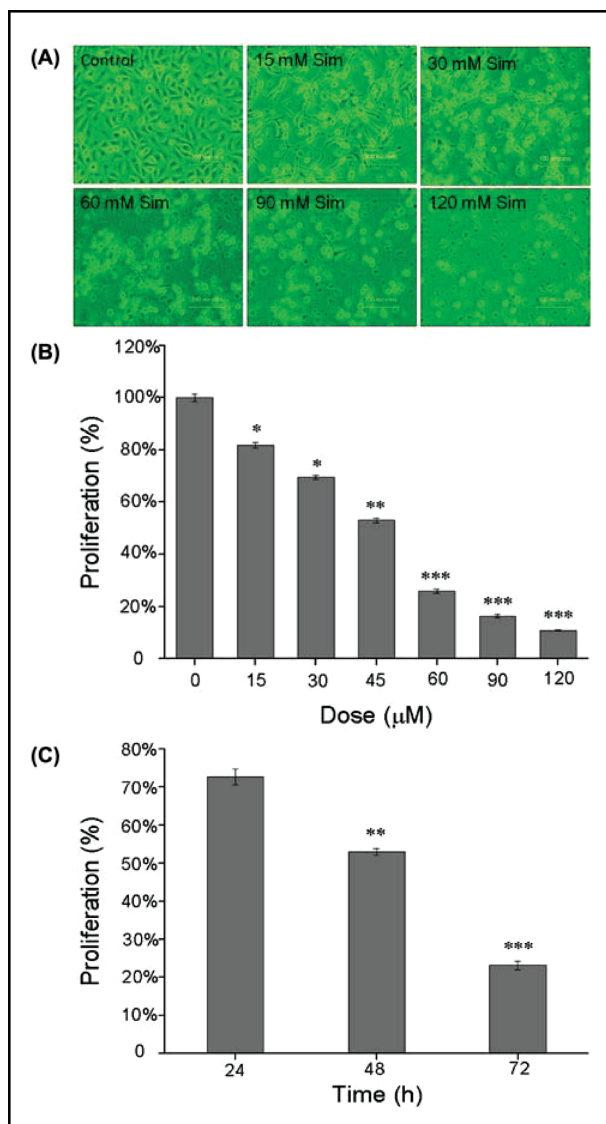 (A)
Control
15 mM Sim
30 mM Sim
60 mM Sim
90 mM Sim
120 mM Sim
(B)
120%
100%
80%
60%
40%
20%
0
Proliferation (%)
*
*
**
***
***
***
0 15 30 45 60 90 120
Dose (μM)
(C)
80%
70%
60%
50%
40%
30%
20%
10%
0
Proliferation (%)
**
***
24 48 72
Time (h)